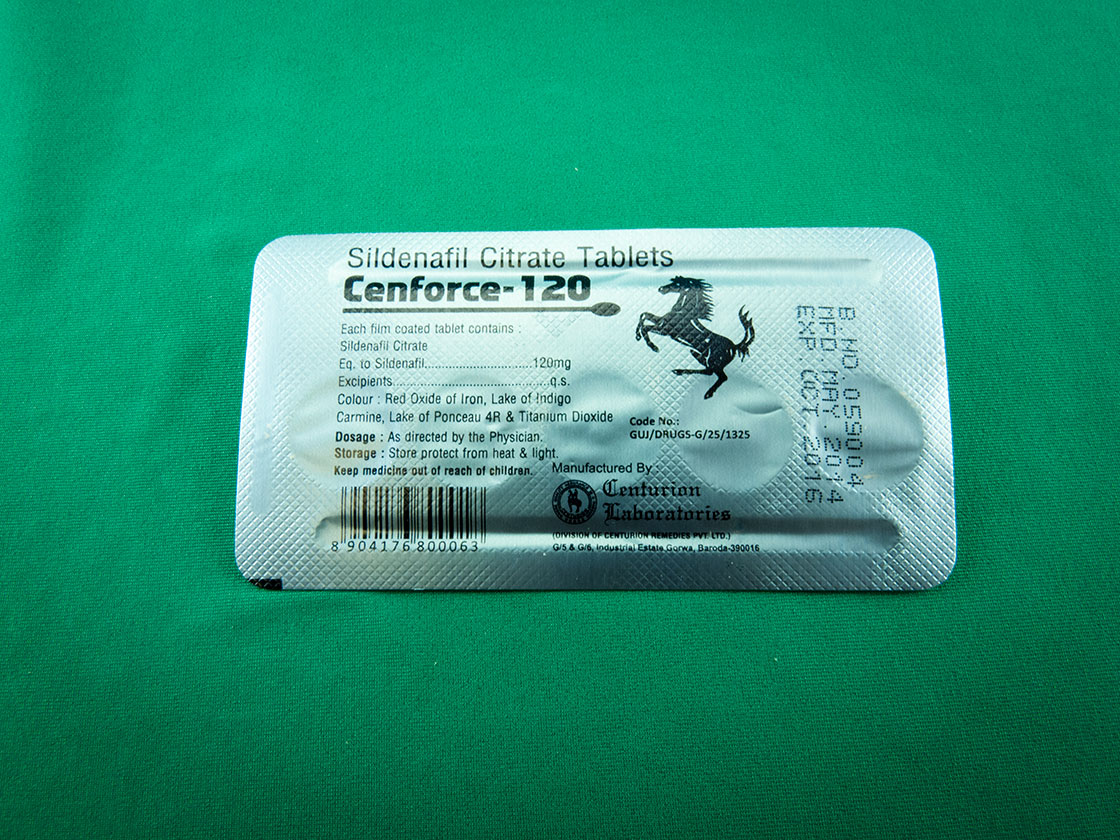 Sildenafil Citrate Tablets
Cenforce-120
Each film coated tablet contains :
Sildenafil Citrate
Eq. to Sildenafil.............................120mg
Excipients..........................................q.s.
Colour : Red Oxide of Iron, Lake of Indigo
Carmine, Lake of Ponceau 4R & Titanium Dioxide
Dosage : As directed by the Physician.
Storage : Store protect from heat & light.
Keep medicine out of reach of children.
8 904176 800063
Code No.:
GUJ/DRUGS-G/25/1325
Manufactured By:
Centurion
Laboratories
(DIVISION OF CENTURION REMEDIES PVT. LTD.)
G/5 & G/6, Industrial Estate Gorwa, Baroda-390016
B.NO. 059004
MFD.MAY.2014
EXP.OCT.2016